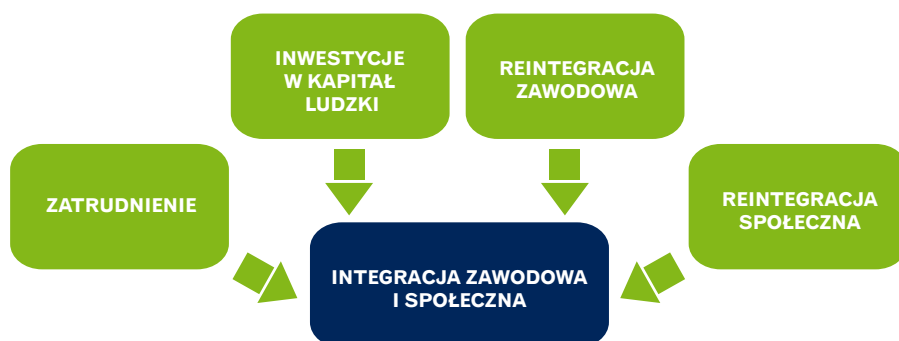 INWESTYCJE
W KAPITAŁ
LUDZKI
REINTEGRACJA
ZAWODOWA
ZATRUDNIENIE
REINTEGRACJA
SPOŁECZNA
INTEGRACJA ZAWODOWA
I SPOŁECZNA